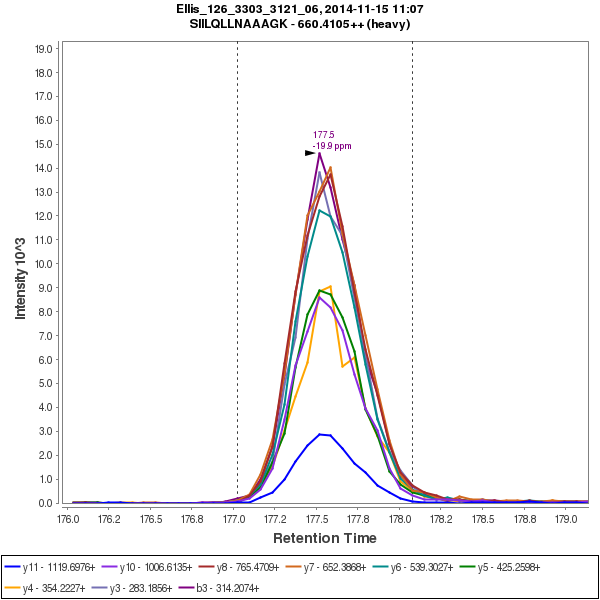 Ellis_126_3303_3121_06, 2014-11-15 11:07
SIILQLLNAAAGK - 660.4105++ (heavy)
19.0
18.0
17.0
16.0
15.0
14.0
13.0
12.0
11.0
10.0
9.0
8.0
7.0
6.0
5.0
4.0
3.0
2.0
1.0
0.0
Intensity 10^3
177.5
-19.9 ppm
176.0 176.2 176.5 176.8 177.0 177.2 177.5 177.8 178.0 178.2 178.5 178.8 179.0
Retention Time
y11 - 1119.6976+ y10 - 1006.6135+ y8 - 765.4709+ y7 - 652.3868+ y6 - 539.3027+ y5 - 425.2598+
y4 - 354.2227+ y3 - 283.1856+ b3 - 314.2074+